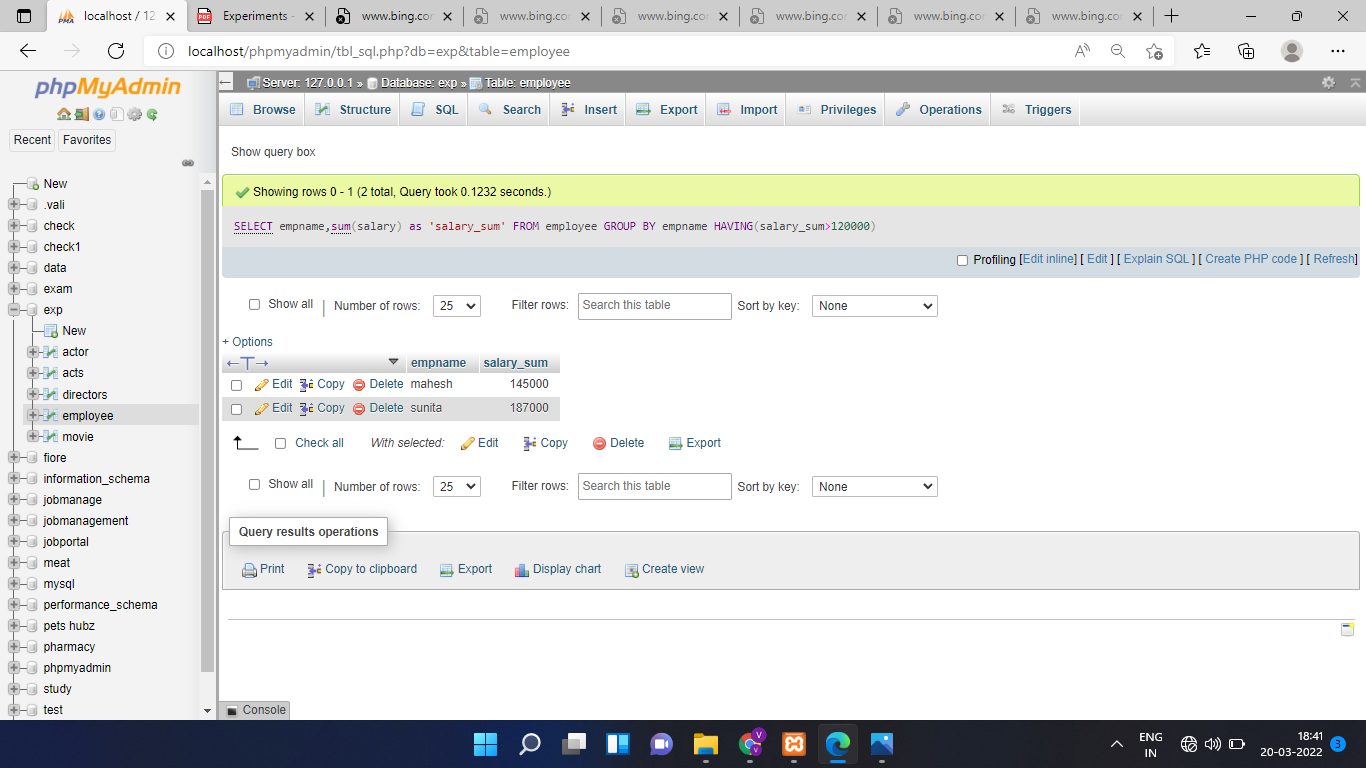 localhost / 12
Experiments -
www.bing.co
www.bing.co
www.bing.co
www.bing.co
www.bing.co
www.bing.co
localhost/phpmyadmin/tbl_sql.php?db=exp&table=employee
phpMyAdmin
Recent Favorites
New
.vali
check
check1
data
exam
exp
New
actor
acts
directors
employee
movie
fiore
information_schema
jobmanage
jobmanagement
jobportal
meat
mysql
performance_schema
pets hubz
pharmacy
phpmyadmin
study
test
Server: 127.0.0.1 » Database: exp » Table: employee
Browse Structure SQL Search Insert Export Import Privileges Operations Triggers
Show query box
Showing rows 0 - 1 (2 total, Query took 0.1232 seconds.)
SELECT empname,sum(salary) as 'salary_sum' FROM employee GROUP BY empname HAVING(salary_sum>120000)
Profiling [Edit inline] [ Edit ] [ Explain SQL ] [ Create PHP code ] [ Refresh]
Show all | Number of rows: 25 Filter rows: Search this table Sort by key: None
+ Options
←T→ empname salary_sum
Edit Copy Delete mahesh 145000
Edit Copy Delete sunita 187000
Check all With selected: Edit Copy Delete Export
Show all | Number of rows: 25 Filter rows: Search this table Sort by key: None
Query results operations
Print Copy to clipboard Export Display chart Create view
Console
V
ENG
IN
18:41
20-03-2022
3